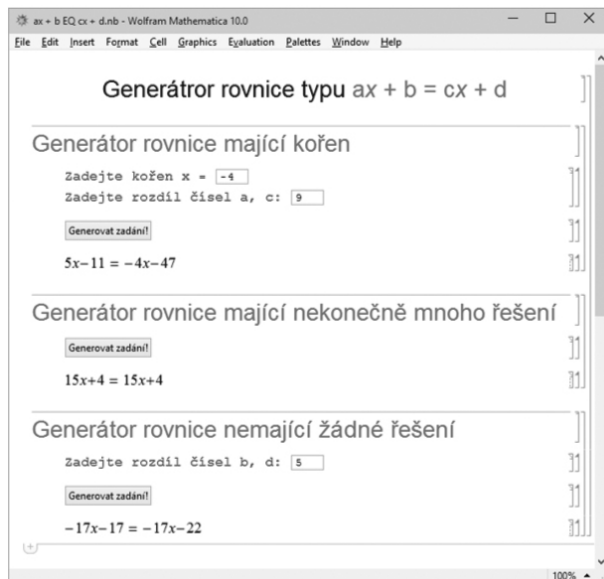 ax + b EQ cx + d.nb - Wolfram Mathematica 10.0
File Edit Insert Format Cell Graphics Evaluation Palettes Window Help
Generátror rovnice typu ax + b = cx + d
Generátor rovnice mající kořen
Zadejte kořen x = -4
Zadejte rozdíl čísel a, c: 9
Generovat zadání!
5x−11 = −4x−47
Generátor rovnice mající nekonečně mnoho řešení
Generovat zadání!
15x+4 = 15x+4
Generátor rovnice nemající žádné řešení
Zadejte rozdíl čísel b, d: 5
Generovat zadání!
−17x−17 = −17x−22
100%